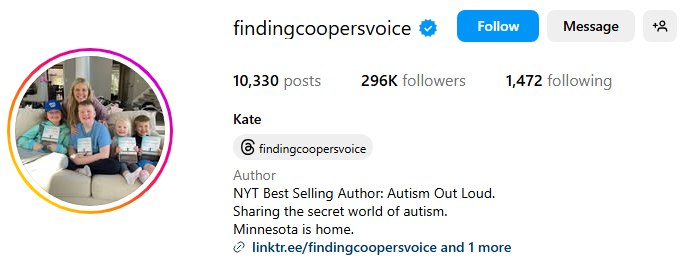 findingcoopersvoice Follow Message
10,330 posts 296K followers 1,472 following
Kate
findingcoopersvoice
Author
NYT Best Selling Author: Autism Out Loud.
Sharing the secret world of autism.
Minnesota is home.
linktr.ee/findingcoopersvoice and 1 more